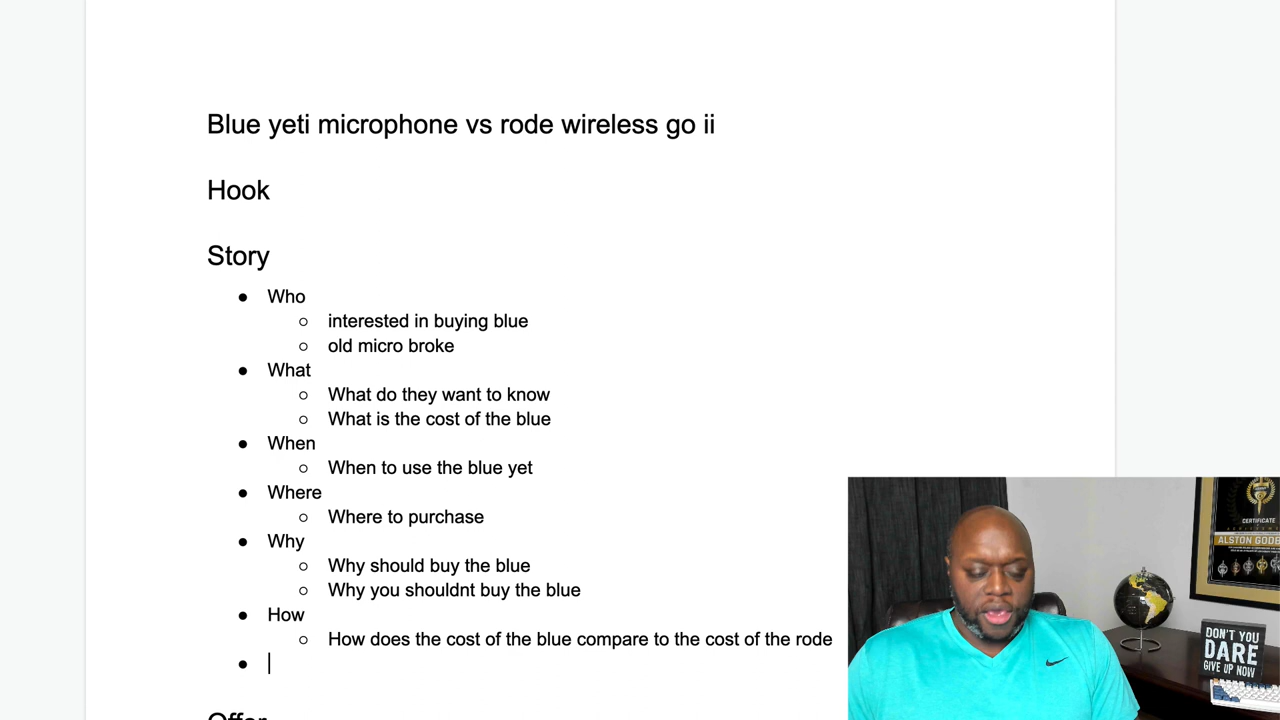 Blue yeti microphone vs rode wireless go ii
Hook
Story
Who
interested in buying blue
old micro broke
What
What do they want to know
What is the cost of the blue
When
When to use the blue yet
Where
Where to purchase
Why
Why should buy the blue
Why you shouldnt buy the blue
How
How does the cost of the blue compare to the cost of the rode
Offer
CERTIFICATE
DON'T YOU
DARE
GIVE UP NOW